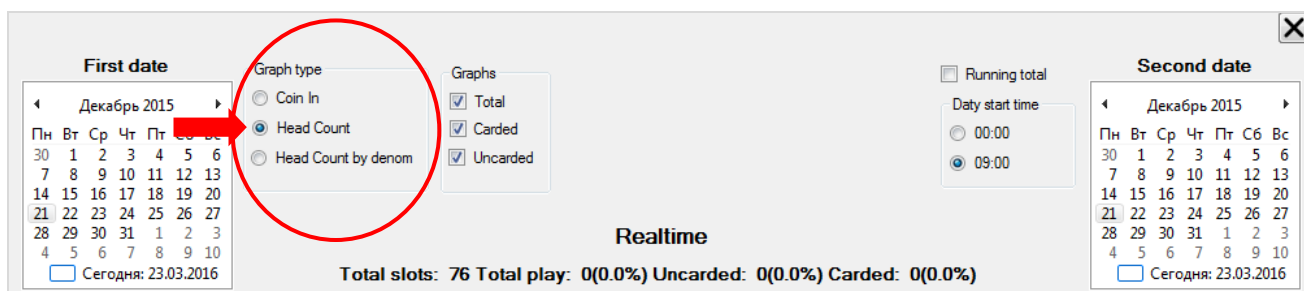 First date
Декабрь 2015
Пн Вт Ср Чт Пт Сб Вс
30 1 2 3 4 5 6
7 8 9 10 11 12 13
14 15 16 17 18 19 20
21 22 23 24 25 26 27
28 29 30 31 1 2 3
4 5 6 7 8 9 10
Сегодня: 23.03.2016
Graph type
Coin In
Head Count
Head Count by denom
Graphs
Total
Carded
Uncarded
Running total
Daty start time
00:00
09:00
Second date
Декабрь 2015
Пн Вт Ср Чт Пт Сб Вс
30 1 2 3 4 5 6
7 8 9 10 11 12 13
14 15 16 17 18 19 20
21 22 23 24 25 26 27
28 29 30 31 1 2 3
4 5 6 7 8 9 10
Сегодня: 23.03.2016
Realtime
Total slots: 76 Total play: 0(0.0%) Uncarded: 0(0.0%) Carded: 0(0.0%)